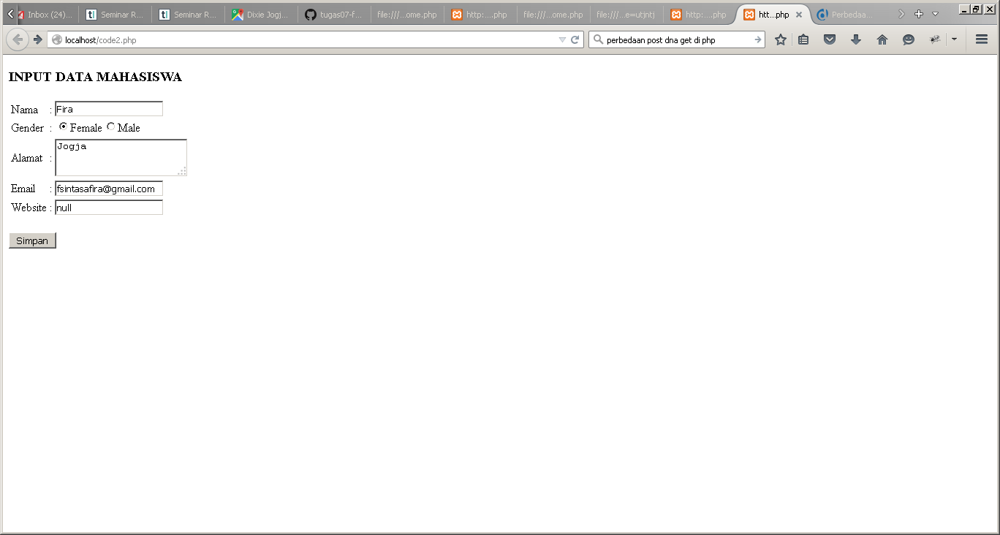 Inbox (24)...
Seminar R...
Seminar R...
Dixie Jogj...
tugas07-f...
file:///...ome.php
http:....php
file:///...ome.php
file:///...e=utjntj
http:....php
htt...php
Perbedaa...
localhost/code2.php
perbedaan post dna get di php
INPUT DATA MAHASISWA
Nama : Fira
Gender : Female Male
Alamat : Jogja
Email : fsintasafira@gmail.com
Website : null
Simpan